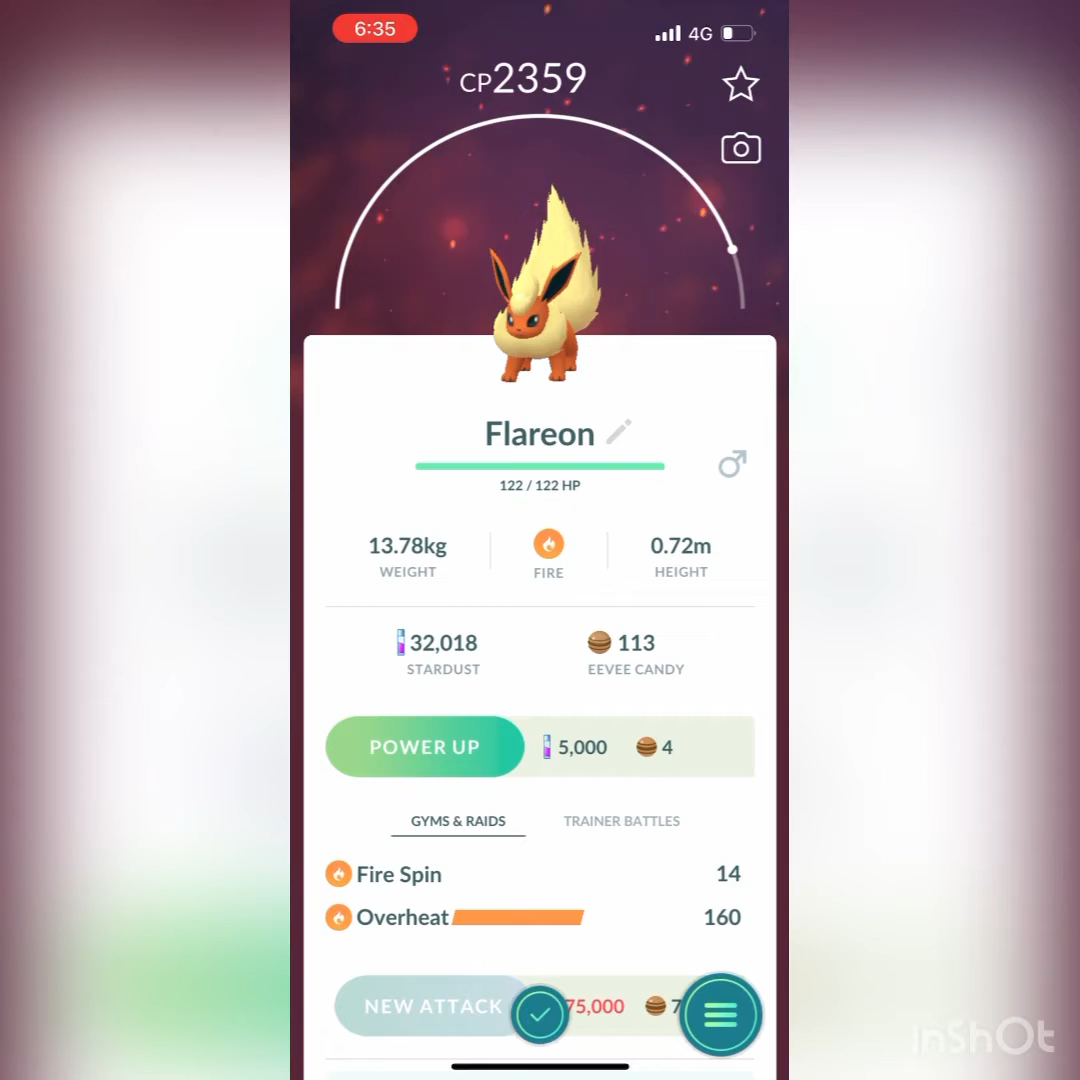 6:35
4G
CP2359
Flareon
122 / 122 HP
13.78kg
WEIGHT
FIRE
0.72m
HEIGHT
32,018
STARDUST
113
EEVEE CANDY
POWER UP
5,000
4
GYMS & RAIDS
TRAINER BATTLES
Fire Spin
14
Overheat
160
NEW ATTACK
75,000
InShOt